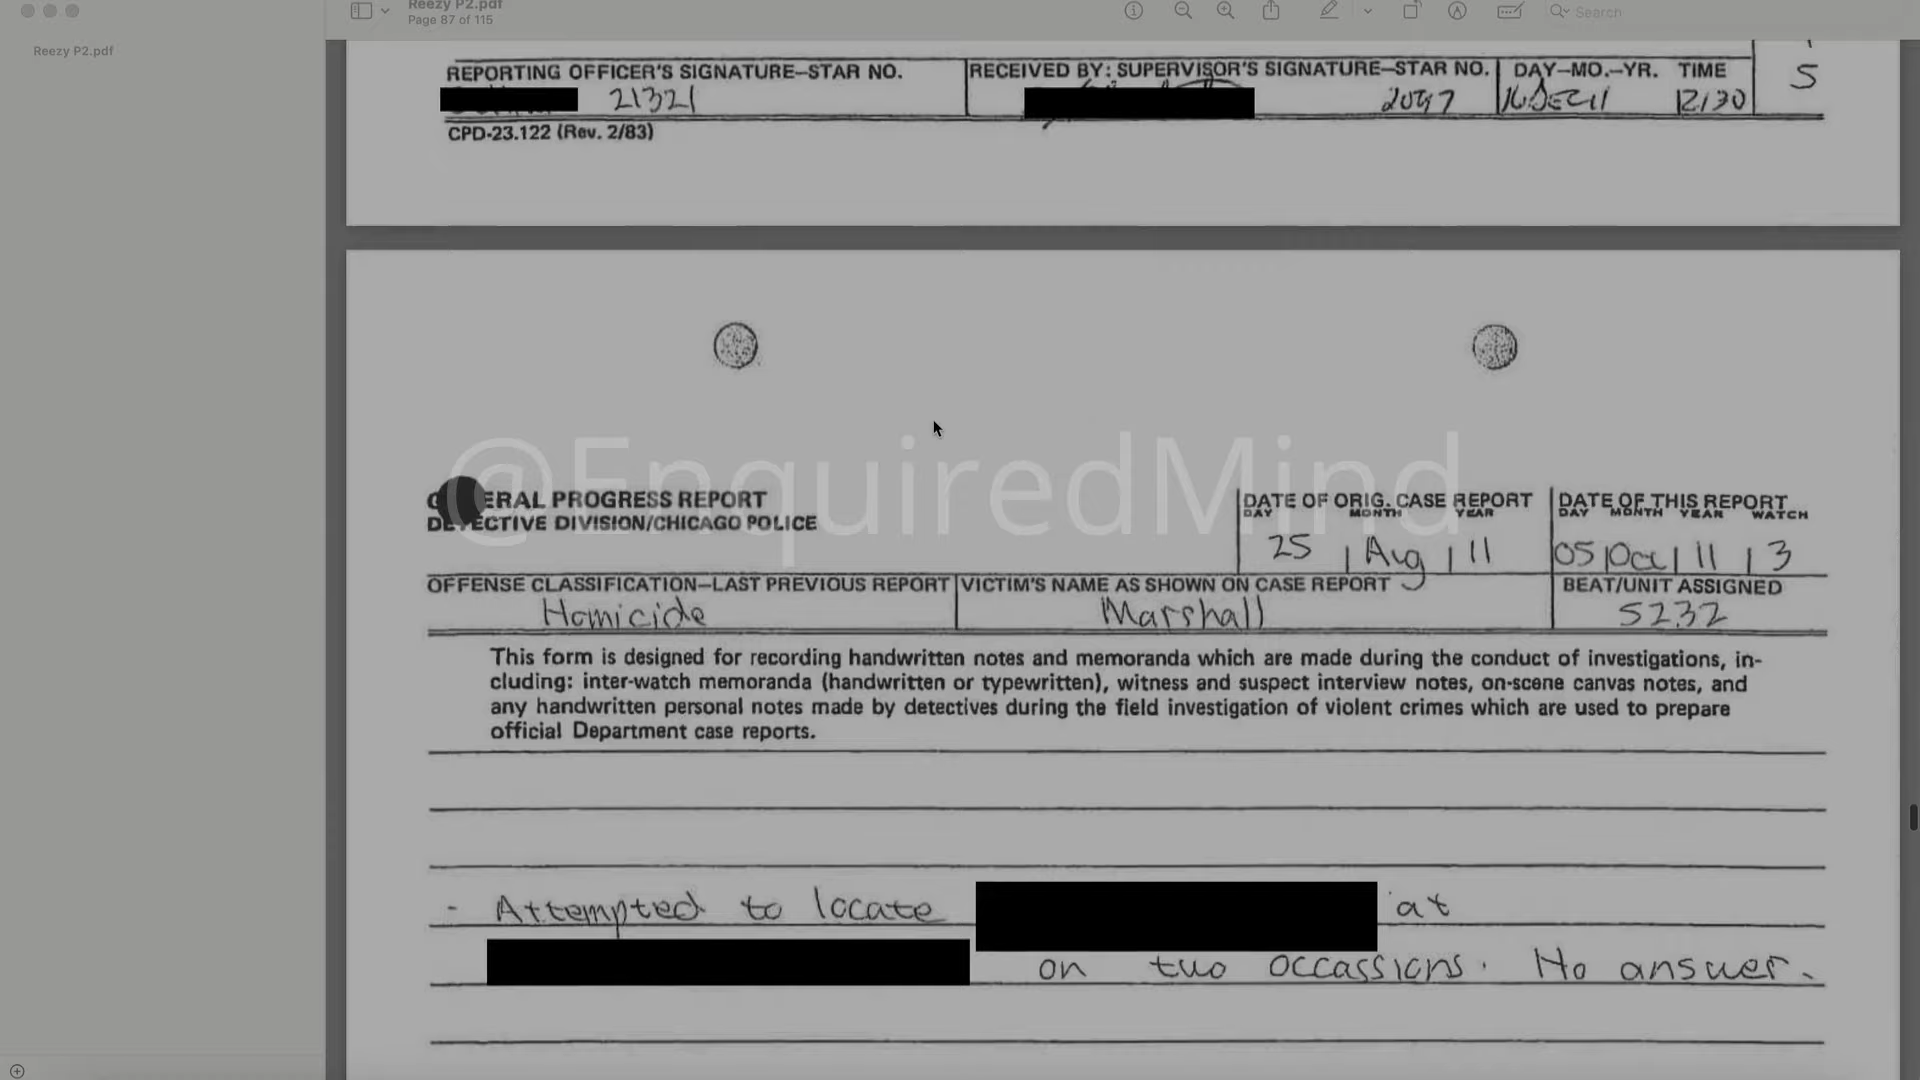 Reezy P2.pdf
Page 87 of 115
Search
Reezy P2.pdf
REPORTING OFFICER'S SIGNATURE—STAR NO.
21321
RECEIVED BY: SUPERVISOR'S SIGNATURE—STAR NO.
2047
DAY—MO.—YR. TIME
16 DEC 11 1230
5
CPD-23.122 (Rev. 2/83)
@EnquiredMind
ERAL PROGRESS REPORT
DETECTIVE DIVISION/CHICAGO POLICE
DATE OF ORIG. CASE REPORT
DAY MONTH YEAR
25 Aug 11
DATE OF THIS REPORT
DAY MONTH YEAR WATCH
05 Oct 11 3
OFFENSE CLASSIFICATION—LAST PREVIOUS REPORT
Homicide
VICTIM'S NAME AS SHOWN ON CASE REPORT
Marshall
BEAT/UNIT ASSIGNED
5232
This form is designed for recording handwritten notes and memoranda which are made during the conduct of investigations, in-
cluding: inter-watch memoranda (handwritten or typewritten), witness and suspect interview notes, on-scene canvas notes, and
any handwritten personal notes made by detectives during the field investigation of violent crimes which are used to prepare
official Department case reports.
- Attempted to locate at
on two occassions. No answer.